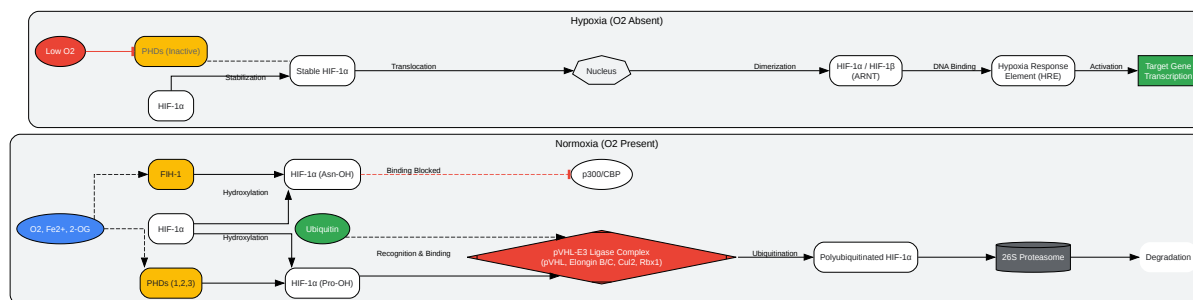 Hypoxia (O2 Absent)
Low O2
PHDs (Inactive)
Stabilization
HIF-1α
Stable HIF-1α
Translocation
Nucleus
Dimerization
HIF-1α / HIF-1β
(ARNT)
DNA Binding
Hypoxia Response
Element (HRE)
Activation
Target Gene
Transcription
Normoxia (O2 Present)
O2, Fe2+, 2-OG
FIH-1
Hydroxylation
HIF-1α (Asn-OH)
Binding Blocked
p300/CBP
HIF-1α
Hydroxylation
Ubiquitin
PHDs (1,2,3)
HIF-1α (Pro-OH)
Recognition & Binding
pVHL-E3 Ligase Complex
(pVHL, Elongin B/C, Cul2, Rbx1)
Ubiquitination
Polyubiquitinated HIF-1α
26S Proteasome
Degradation